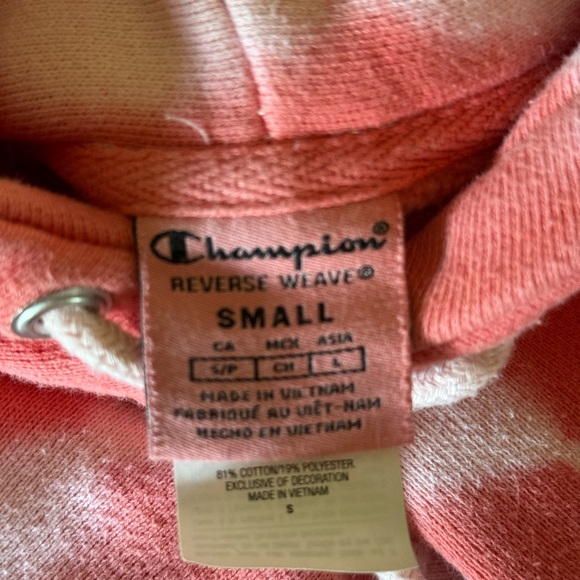 Champion®
REVERSE WEAVE®
SMALL
CA MEX ASIA
S/P CH L
MADE IN VIETNAM
FABRIQUÉ AU VIÊT-NAM
HECHO EN VIETNAM
81% COTTON/19% POLYESTER
EXCLUSIVE OF DECORATION
MADE IN VIETNAM
S